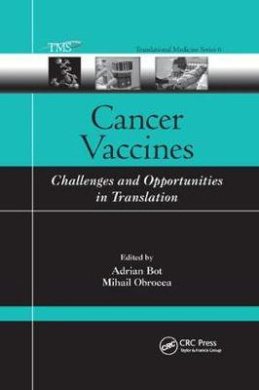 TMS
Translational Medicine Series 6
Cancer
Vaccines
Challenges and Opportunities
in Translation
Edited by
Adrian Bot
Mihail Obrocea
CRC Press
Taylor & Francis Group